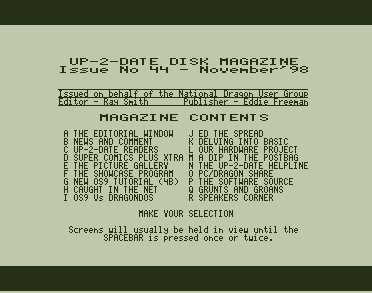 UP-2-DATE DISK MAGAZINE
Issue No 44 - November'98
Issued on behalf of the National Dragon User Group
Editor - Ray Smith Publisher - Eddie Freeman
MAGAZINE CONTENTS
A THE EDITORIAL WINDOW J ED THE SPREAD
B NEWS AND COMMENT K DELVING INTO BASIC
C UP-2-DATE READERS L OUR HARDWARE PROJECT
D SUPER COMICS PLUS XTRA M A DIP IN THE POSTBAG
E THE PICTURE GALLERY N THE UP-2-DATE HELPLINE
F THE SHOWCASE PROGRAM O PC/DRAGON SHARE
G NEW OS9 TUTORIAL (4B) P THE SOFTWARE SOURCE
H CAUGHT IN THE NET Q GRUNTS AND GROANS
I OS9 Vs DRAGONDOS R SPEAKERS CORNER
MAKE YOUR SELECTION
Screens will usually be held in view until the
SPACEBAR is pressed once or twice.